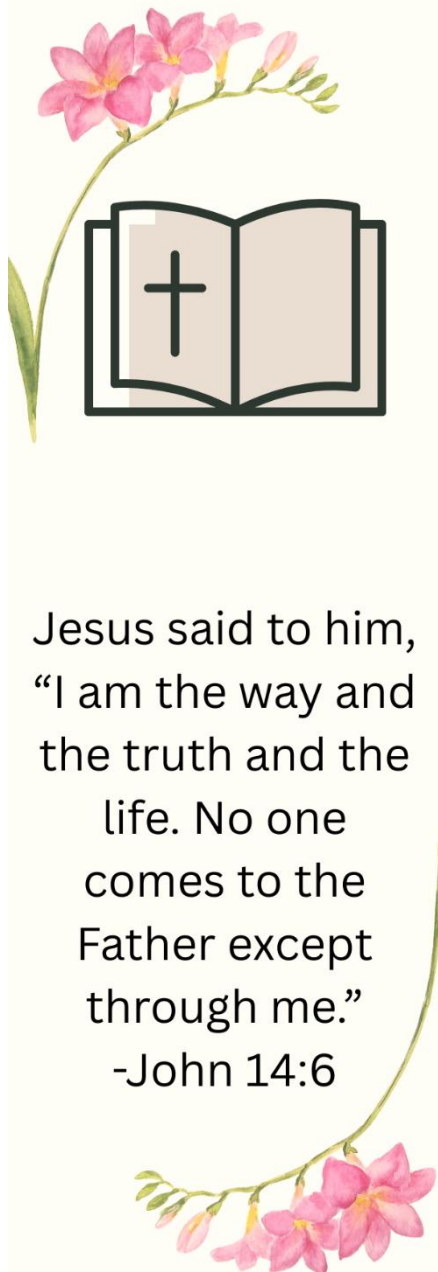 Jesus said to him,
“I am the way and
the truth and the
life. No one
comes to the
Father except
through me.”
-John 14:6